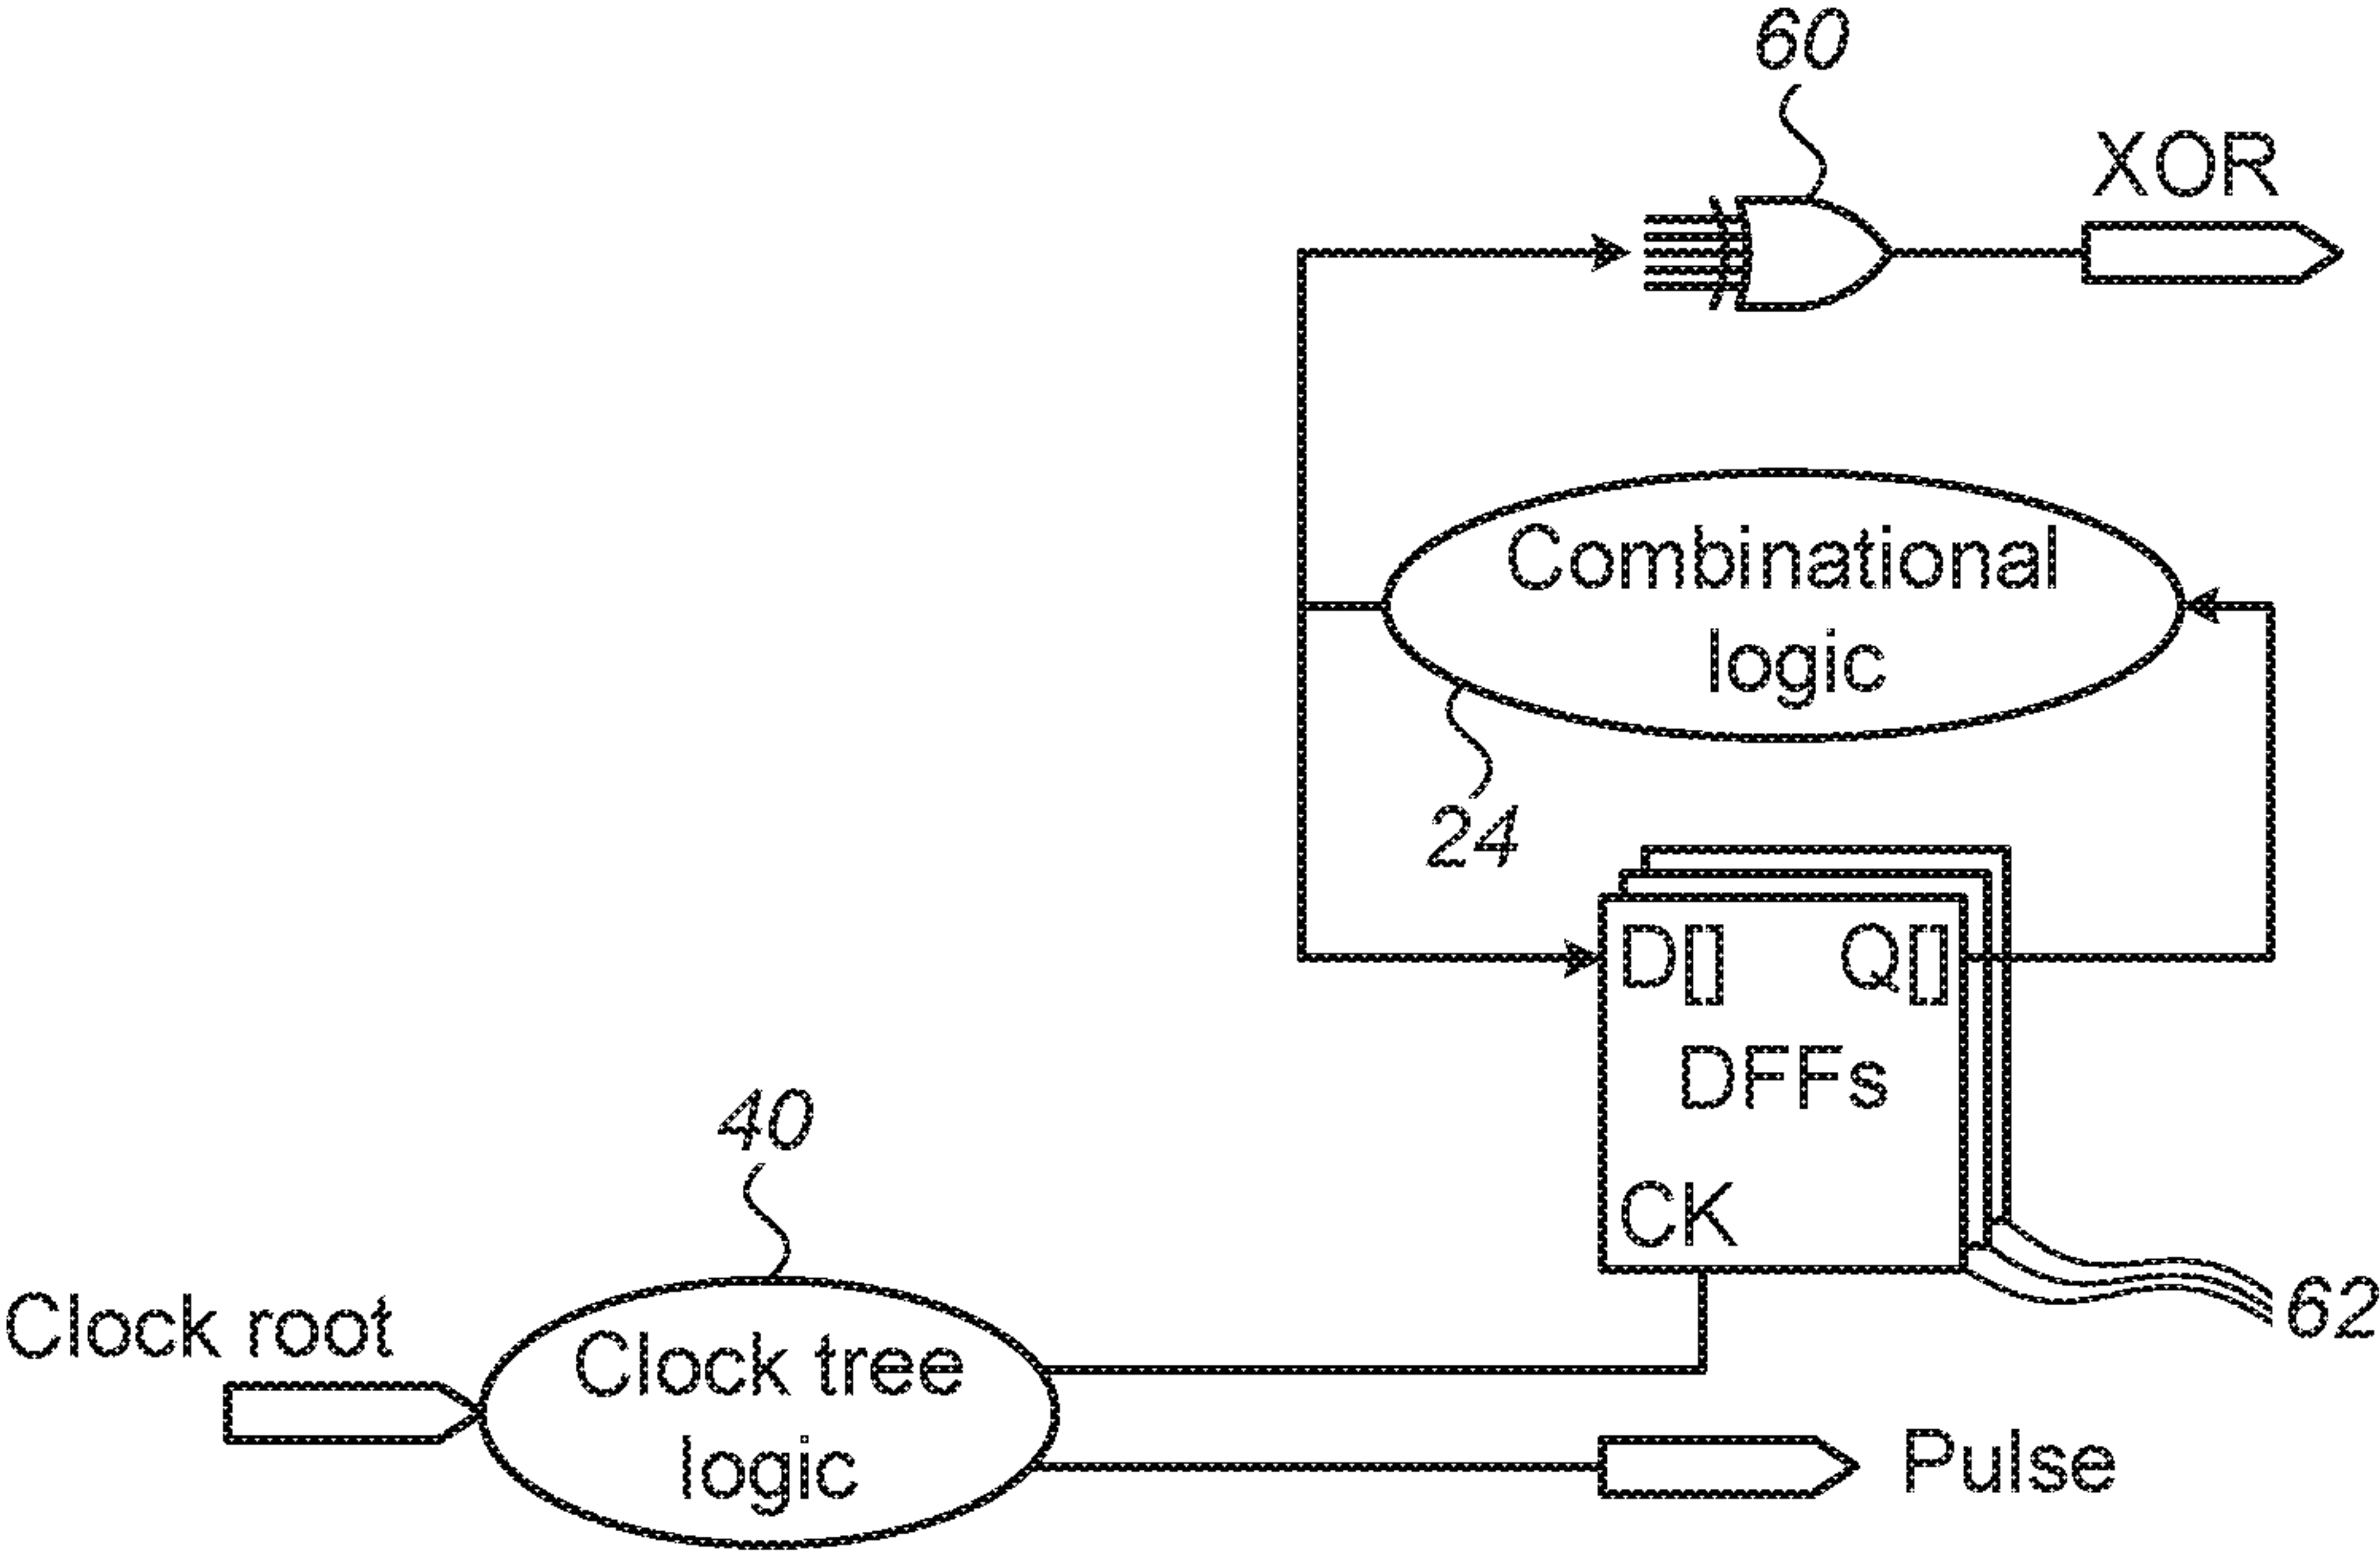 60
XOR
Combinational
logic
24
D[] Q[]
DFFs
CK
40
62
Clock root
Clock tree
logic
Pulse